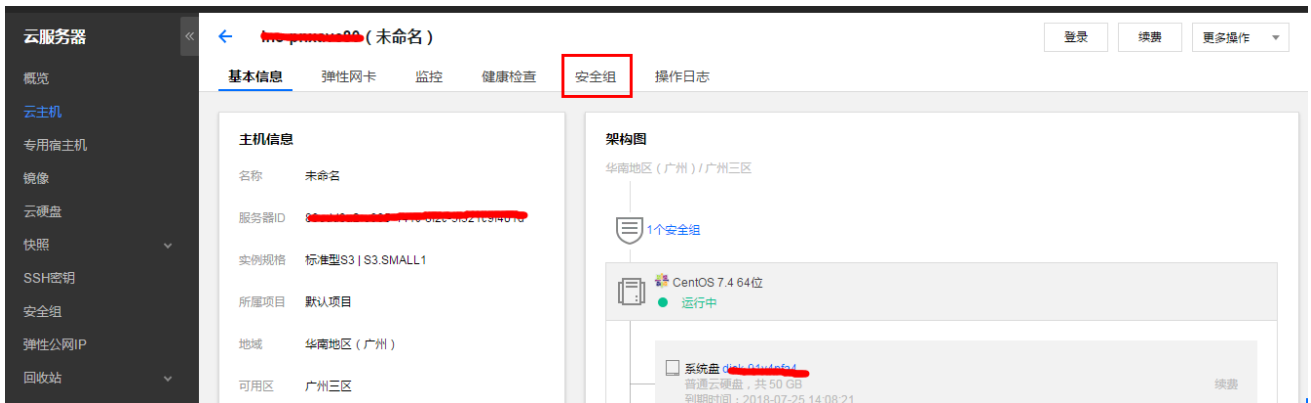 云服务器
概览
云主机
专用宿主机
镜像
云硬盘
快照
SSH密钥
安全组
弹性公网IP
回收站
(未命名)
登录
续费
更多操作
基本信息
弹性网卡
监控
健康检查
安全组
操作日志
主机信息
名称 未命名
服务器ID
实例规格 标准型S3 | S3.SMALL1
所属项目 默认项目
地域 华南地区(广州)
可用区 广州三区
架构图
华南地区(广州)/ 广州三区
1个安全组
CentOS 7.4 64位
运行中
系统盘
普通云硬盘,共 50 GB
续费
到期时间:2018-07-25 14:08:21